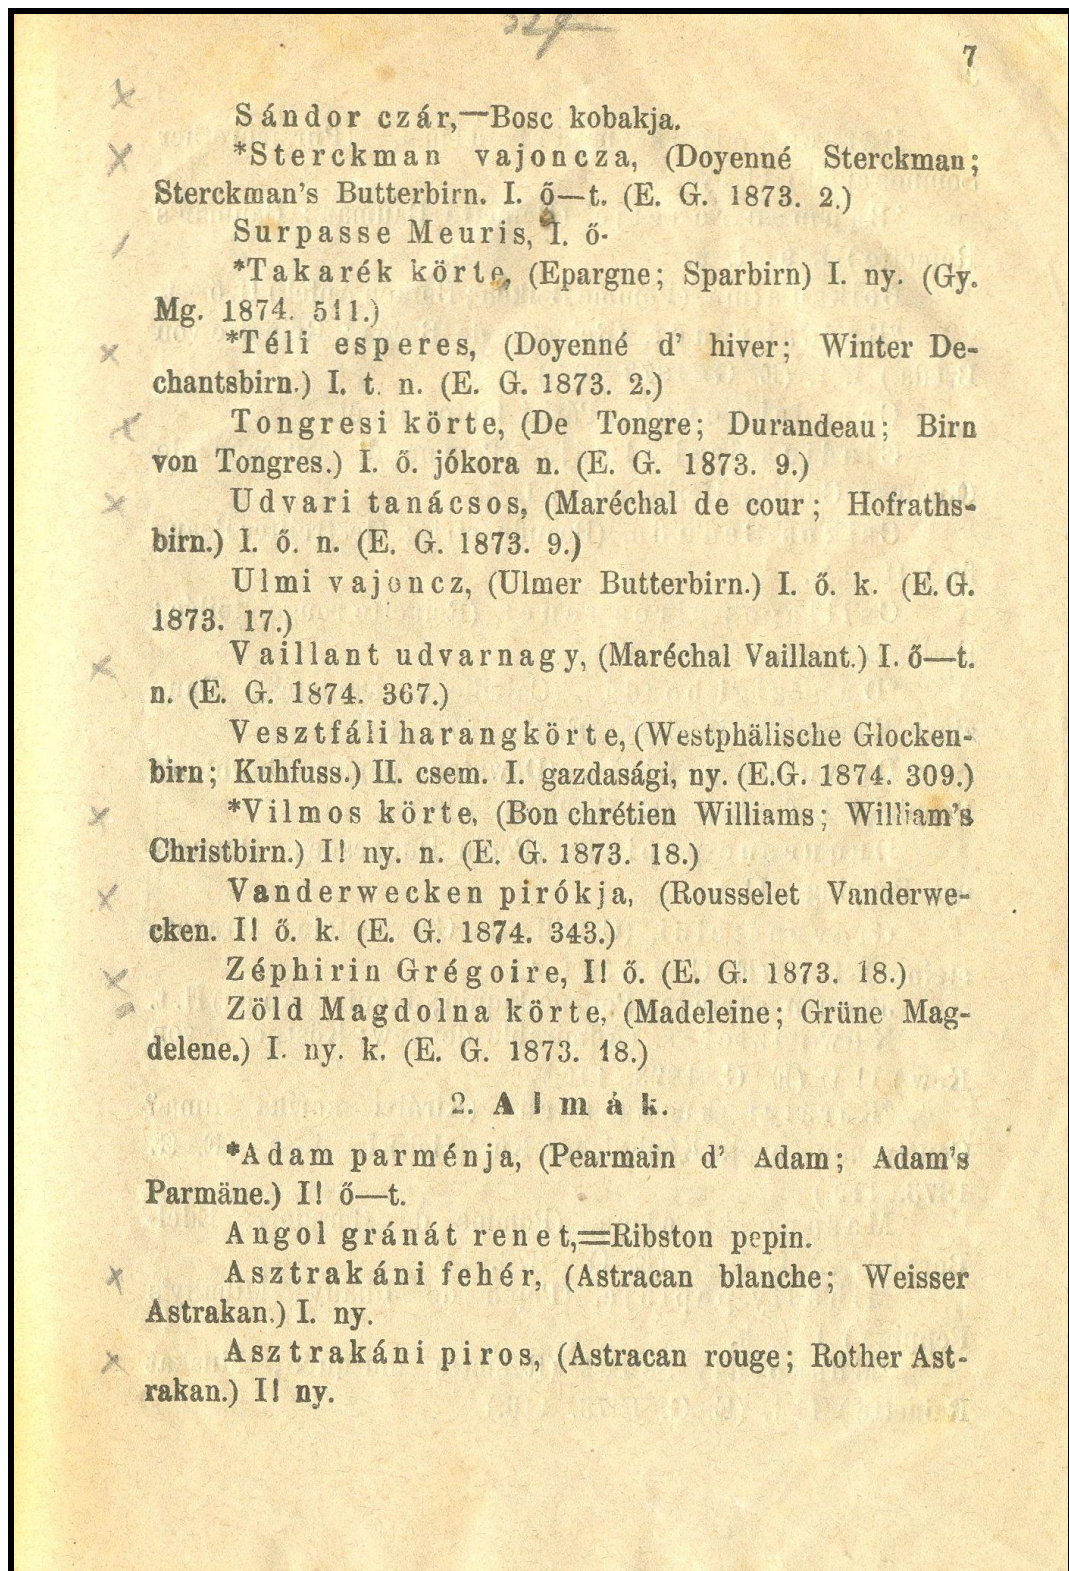 7
Sándor czár,—Bosc kobakja.
*Sterckman vajoncza, (Doyenné Sterckman;
Sterckman's Butterbirn. I. ő—t. (E. G. 1873. 2.)
Surpasse Meuris, I. ő-
*Takarék körte, (Epargne; Sparbirn) I. ny. (Gy.
Mg. 1874. 511.)
*Téli esperes, (Doyenné d' hiver; Winter De-
chantsbirn.) I. t. n. (E. G. 1873. 2.)
Tongresi körte, (De Tongre; Durandeau; Birn
von Tongres.) I. ő. jókora n. (E. G. 1873. 9.)
Udvari tanácsos, (Maréchal de cour; Hofraths-
birn.) I. ő. n. (E. G. 1873. 9.)
Ulmi vajoncz, (Ulmer Butterbirn.) I. ő. k. (E. G.
1873. 17.)
Vaillant udvarnagy, (Maréchal Vaillant.) I. ő—t.
n. (E. G. 1874. 367.)
Vesztfáli harangkörte, (Westphälische Glocken-
birn; Kuhfuss.) II. csem. I. gazdasági, ny. (E.G. 1874. 309.)
*Vilmos körte, (Bon chrétien Williams; William's
Christbirn.) I! ny. n. (E. G. 1873. 18.)
Vanderwecken pirókja, (Rousselet Vanderwe-
cken. I! ő. k. (E. G. 1874. 343.)
Zéphirin Grégoire, I! ő. (E. G. 1873. 18.)
Zöld Magdolna körte, (Madeleine; Grüne Mag-
delene.) I. ny. k. (E. G. 1873. 18.)
2. Almák.
*Adam parménja, (Pearmain d' Adam; Adam's
Parmäne.) I! ő—t.
Angol gránát renet,=Ribston pepin.
Asztrakáni fehér, (Astracan blanche; Weisser
Astrakan.) I. ny.
Asztrakáni piros, (Astracan rouge; Rother Ast-
rakan.) I! ny.